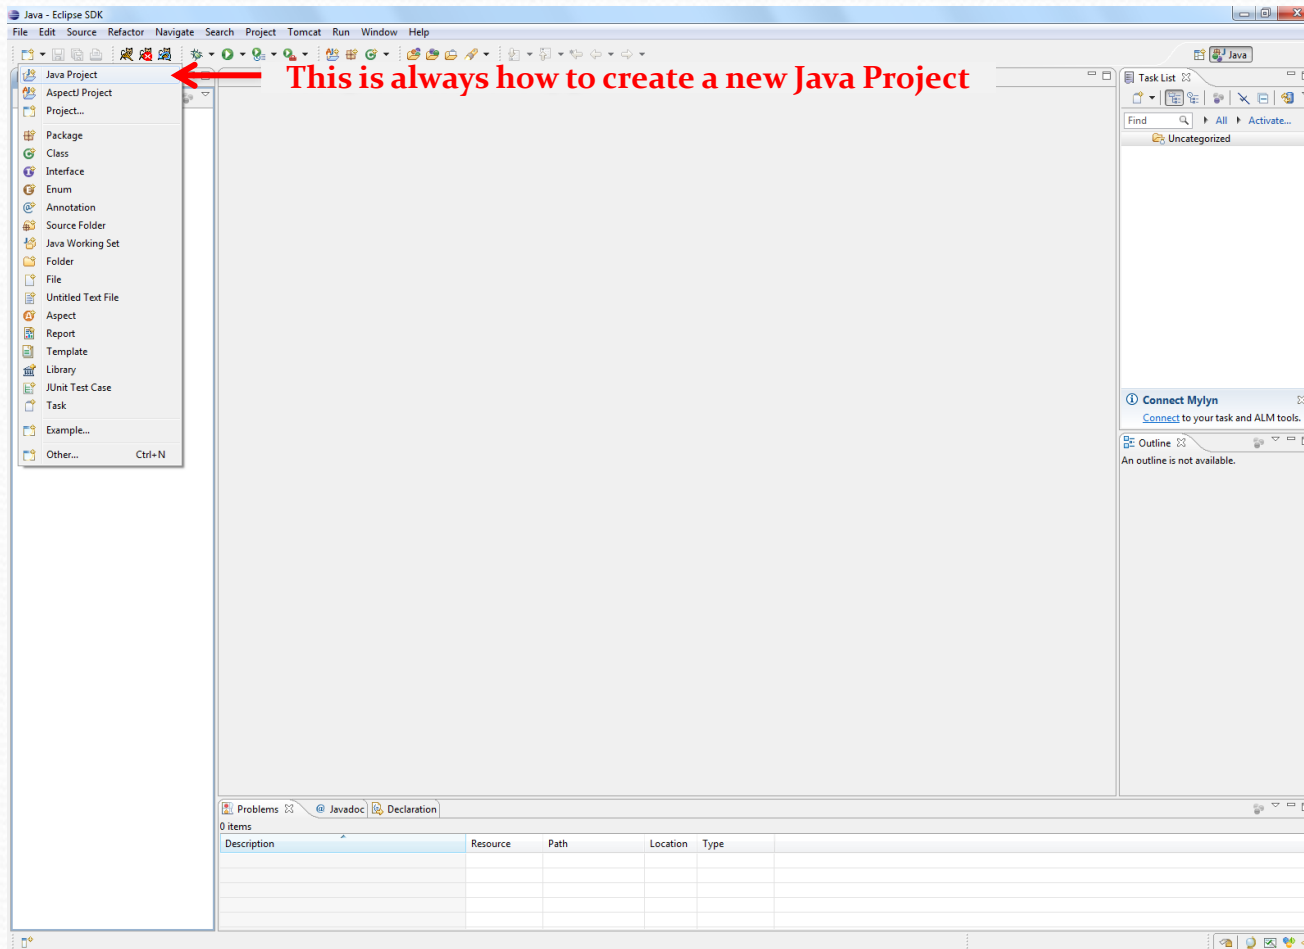 Java - Eclipse SDK
File Edit Source Refactor Navigate Search Project Tomcat Run Window Help
Java
Java Project
This is always how to create a new Java Project
AspectJ Project
Project...
Package
Class
Interface
Enum
Annotation
Source Folder
Java Working Set
Folder
File
Untitled Text File
Aspect
Report
Template
Library
JUnit Test Case
Task
Example...
Other... Ctrl+N
Task List
Find All Activate...
Uncategorized
Connect Mylyn
Connect to your task and ALM tools.
Outline
An outline is not available.
Problems @ Javadoc Declaration
0 items
Description Resource Path Location Type